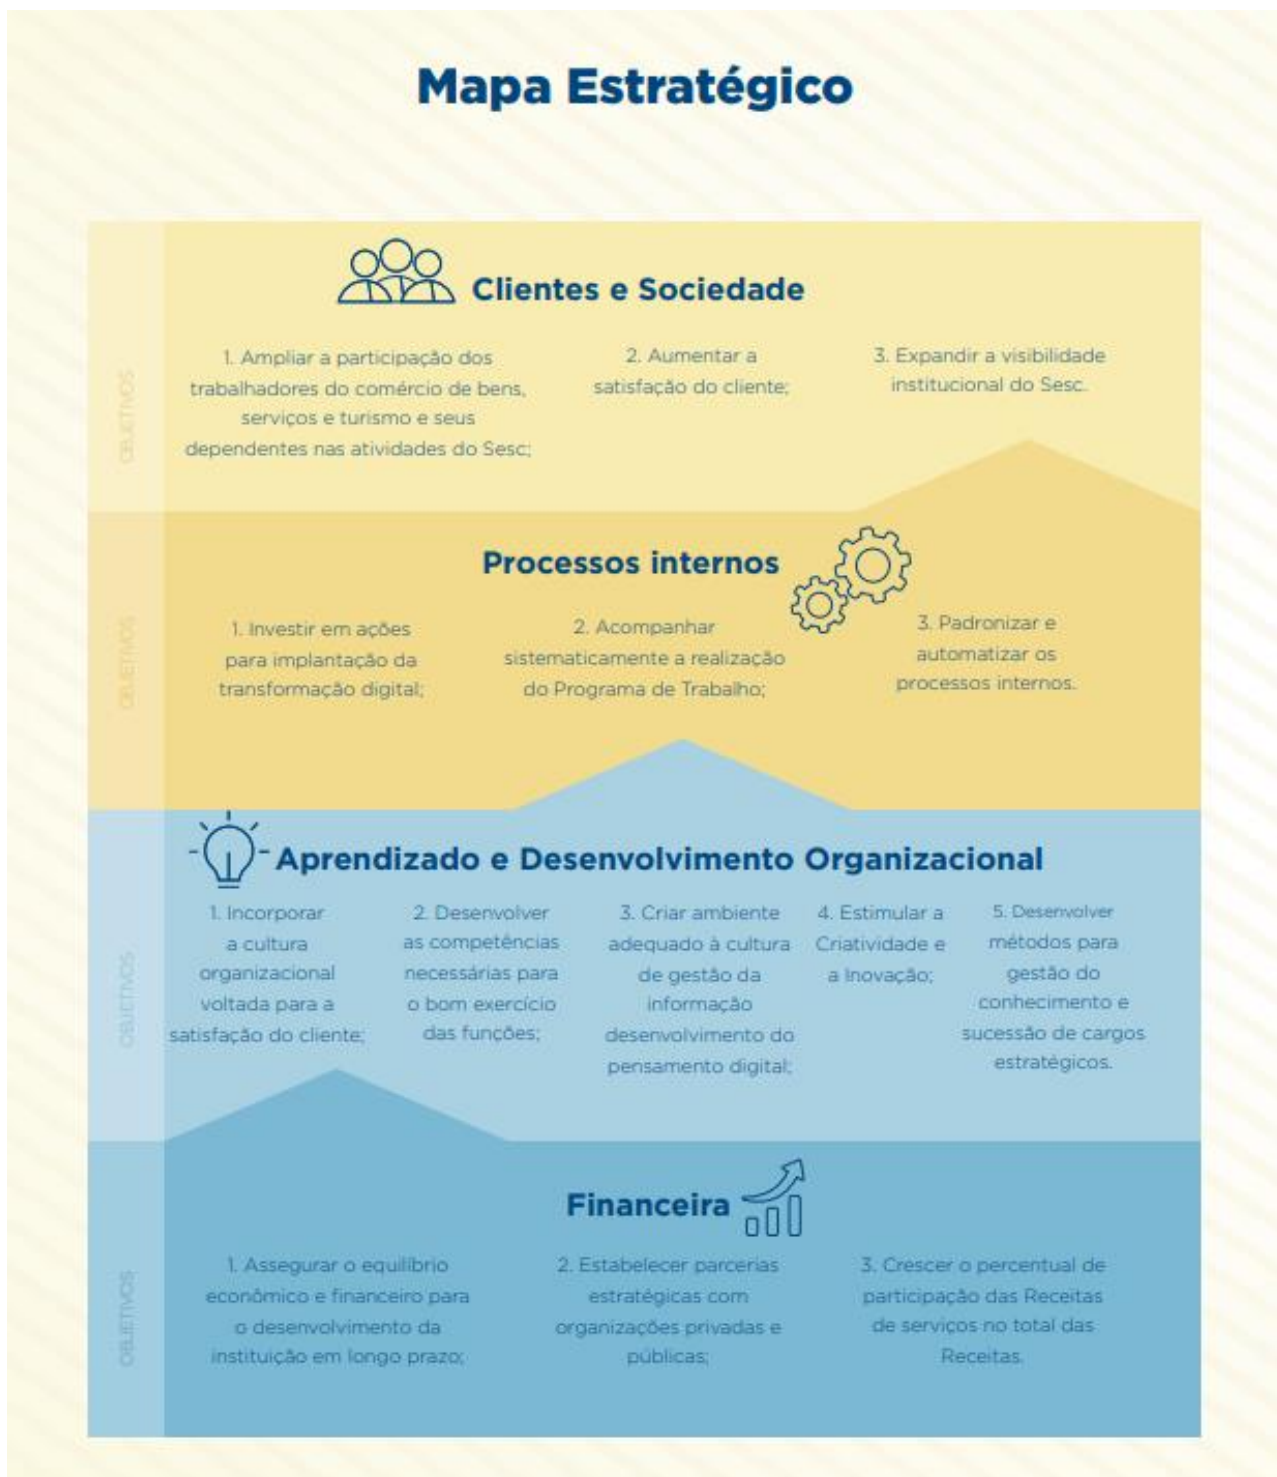 Mapa Estratégico
Clientes e Sociedade
OBJETIVOS
1. Ampliar a participação dos
trabalhadores do comércio de bens,
serviços e turismo e seus
dependentes nas atividades do Sesc;
2. Aumentar a
satisfação do cliente;
3. Expandir a visibilidade
institucional do Sesc.
Processos internos
OBJETIVOS
1. Investir em ações
para implantação da
transformação digital;
2. Acompanhar
sistematicamente a realização
do Programa de Trabalho;
3. Padronizar e
automatizar os
processos internos.
Aprendizado e Desenvolvimento Organizacional
OBJETIVOS
1. Incorporar
a cultura
organizacional
voltada para a
satisfação do cliente;
2. Desenvolver
as competências
necessárias para
o bom exercício
das funções;
3. Criar ambiente
adequado à cultura
de gestão da
informação
desenvolvimento do
pensamento digital;
4. Estimular a
Criatividade e
a Inovação;
5. Desenvolver
métodos para
gestão do
conhecimento e
sucessão de cargos
estratégicos.
Financeira
OBJETIVOS
1. Assegurar o equilíbrio
econômico e financeiro para
o desenvolvimento da
instituição em longo prazo;
2. Estabelecer parcerias
estratégicas com
organizações privadas e
públicas;
3. Crescer o percentual de
participação das Receitas
de serviços no total das
Receitas.